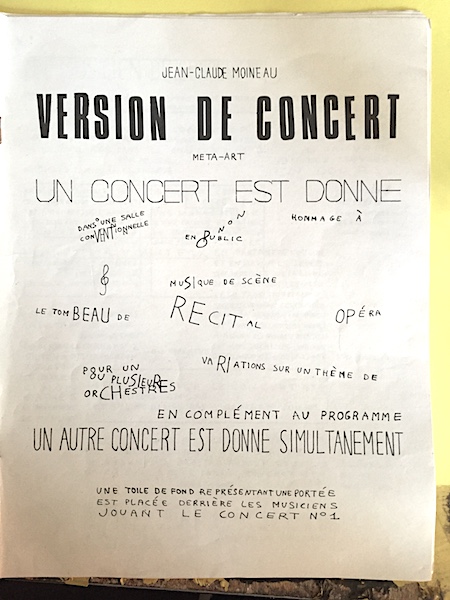 JEAN-CLAUDE MOINEAU
VERSION DE CONCERT
META-ART
UN CONCERT EST DONNE
DANS UNE SALLE
CONVENTIONNELLE
NON
EN PUBLIC
HOMMAGE À
MUSIQUE DE SCÈNE
LE TOMBEAU DE
RECITAL
OPÉRA
POUR UN
OU PLUSIEURS
ORCHESTRES
VARIATIONS SUR UN THÈME DE
EN COMPLÉMENT AU PROGRAMME
UN AUTRE CONCERT EST DONNE SIMULTANEMENT
UNE TOILE DE FOND REPRÉSENTANT UNE PORTÉE
EST PLACÉE DERRIÈRE LES MUSICIENS
JOUANT LE CONCERT N°1